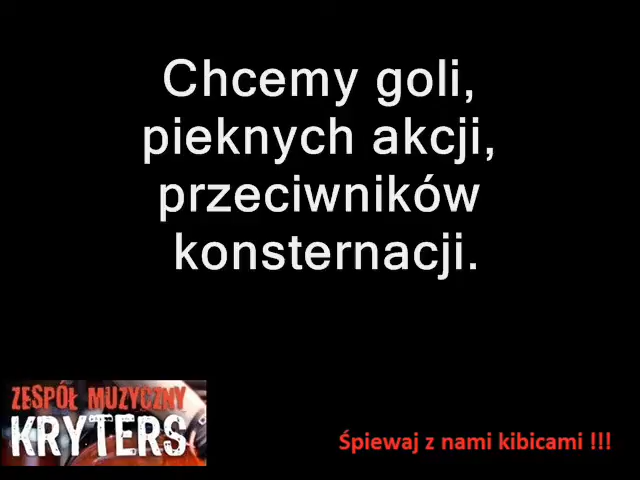 Chcemy goli,
pieknych akcji,
przeciwników
konsternacji.
ZESPÓŁ MUZYCZNY
KRYTERS
Śpiewaj z nami kibicami !!!